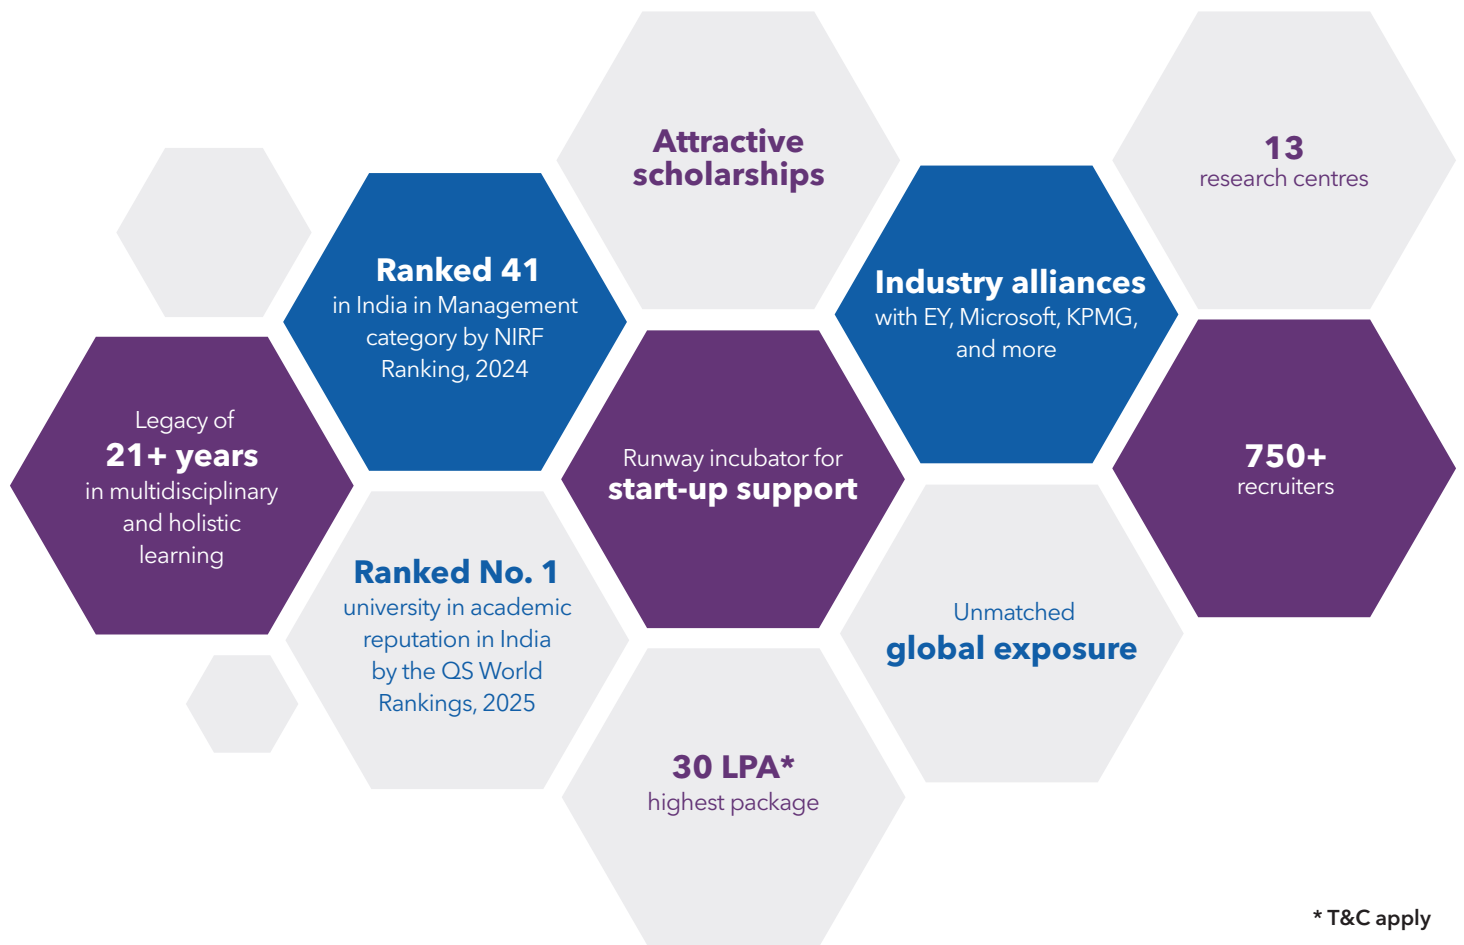 Attractive
scholarships
13
research centres
Ranked 41
in India in Management
category by NIRF
Ranking, 2024
Industry alliances
with EY, Microsoft, KPMG,
and more
Legacy of
21+ years
in multidisciplinary
and holistic
learning
Runway incubator for
start-up support
750+
recruiters
Ranked No. 1
university in academic
reputation in India
by the QS World
Rankings, 2025
Unmatched
global exposure
30 LPA*
highest package
* T&C apply